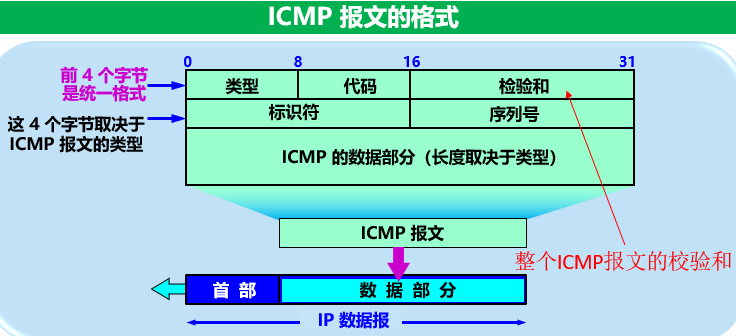 ICMP 报文的格式
0 8 16 31
前 4 个字节
是统一格式
类型 代码 检验和
这 4 个字节取决于
ICMP 报文的类型
标识符 序列号
ICMP 的数据部分（长度取决于类型）
ICMP 报文
整个ICMP报文的校验和
首 部 数 据 部 分
IP 数据报